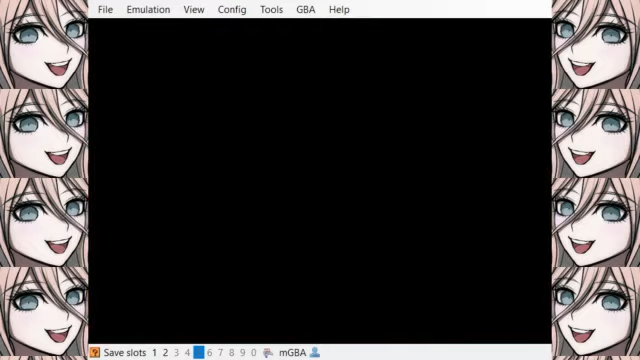 File Emulation View Config Tools GBA Help
Save slots 1 2 3 4 6 7 8 9 0 mGBA